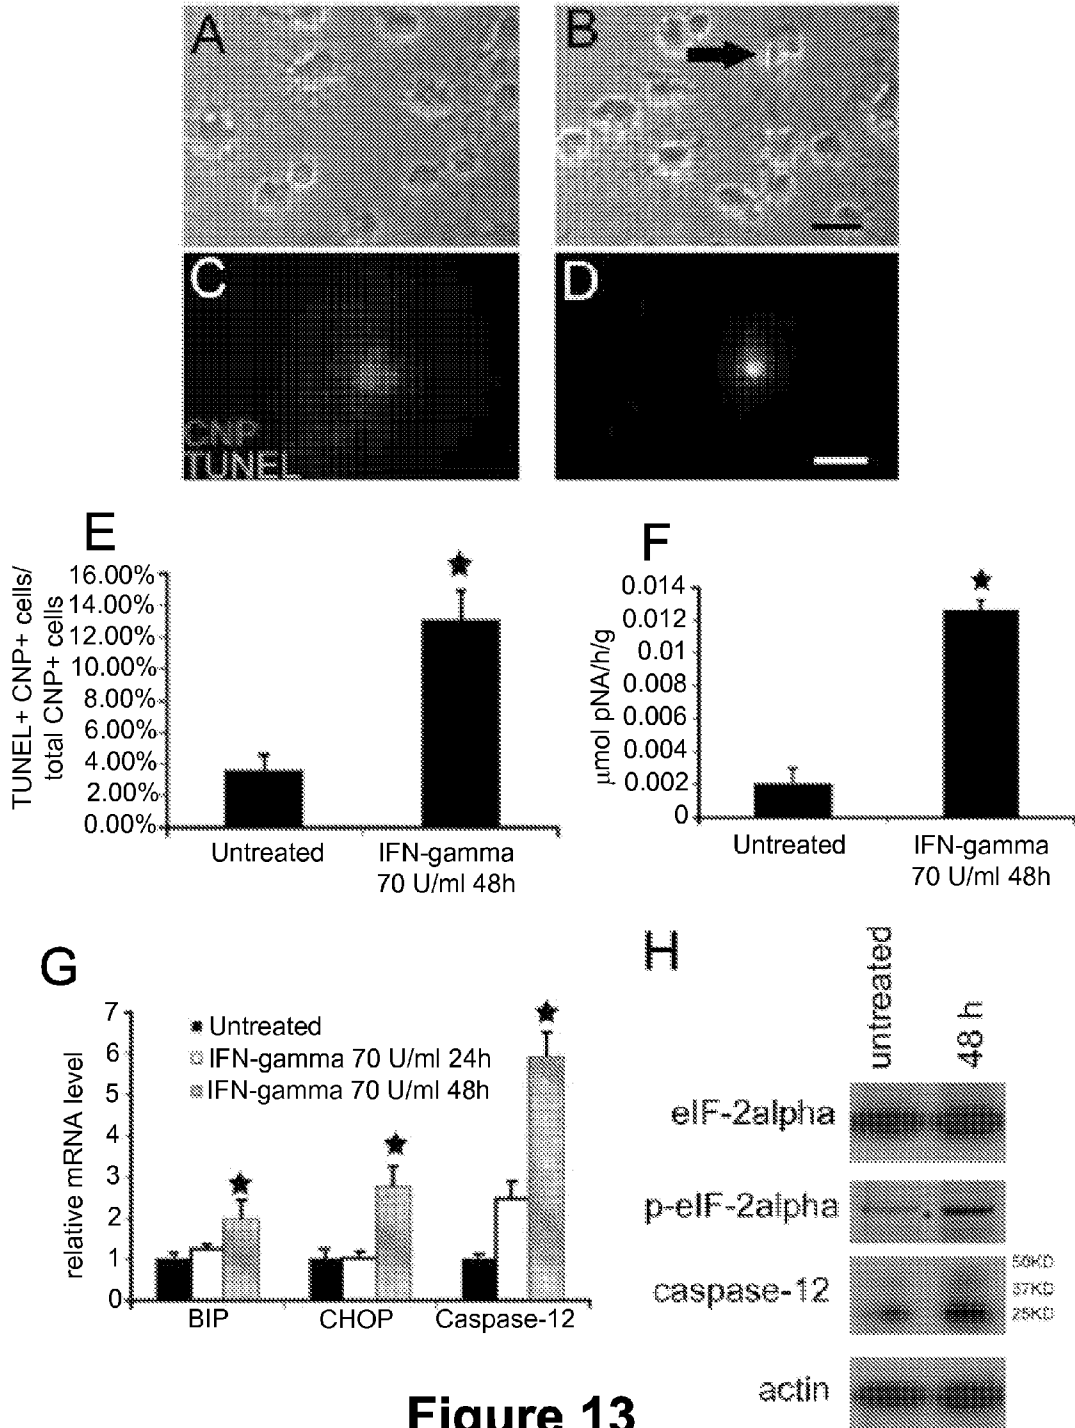 A
B
C
D
CNP
TUNEL
E
TUNEL+ CNP+ cells/
total CNP+ cells
16.00%
14.00%
12.00%
10.00%
8.00%
6.00%
4.00%
2.00%
0.00%
Untreated
IFN-gamma
70 U/ml 48h
F
μmol pNA/h/g
0.014
0.012
0.01
0.008
0.006
0.004
0.002
0
Untreated
IFN-gamma
70 U/ml 48h
G
relative mRNA level
7
6
5
4
3
2
1
0
Untreated
IFN-gamma 70 U/ml 24h
IFN-gamma 70 U/ml 48h
BIP
CHOP
Caspase-12
H
untreated
48 h
eIF-2alpha
p-eIF-2alpha
caspase-12
50KD
37KD
25KD
actin
Figure 13